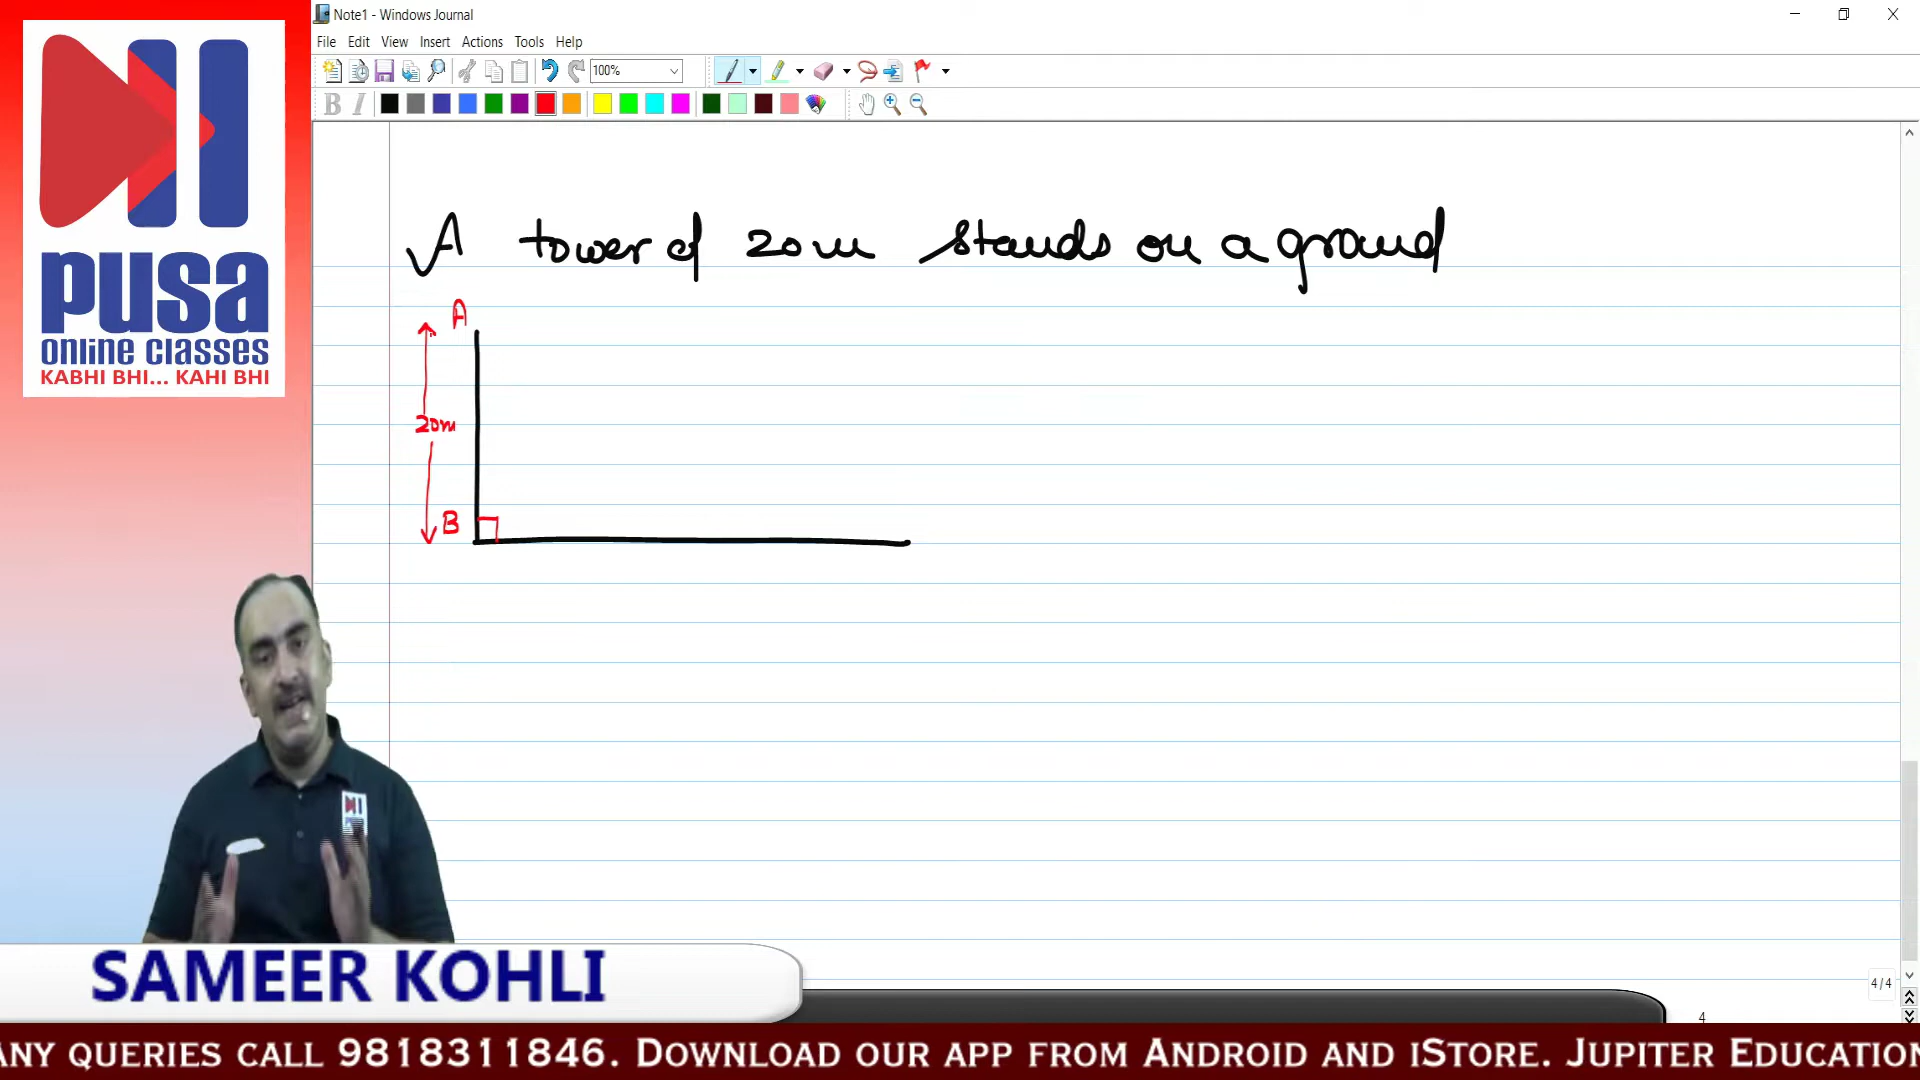 Note1 - Windows Journal
File Edit View Insert Actions Tools Help
100%
B I
A tower of 20m stands on a ground
A
20m
B
PUSA
ONLINE CLASSES
KABHI BHI... KAHI BHI
SAMEER KOHLI
4 / 4
4
ANY QUERIES CALL 9818311846. DOWNLOAD OUR APP FROM ANDROID AND ISTORE. JUPITER EDUCATION